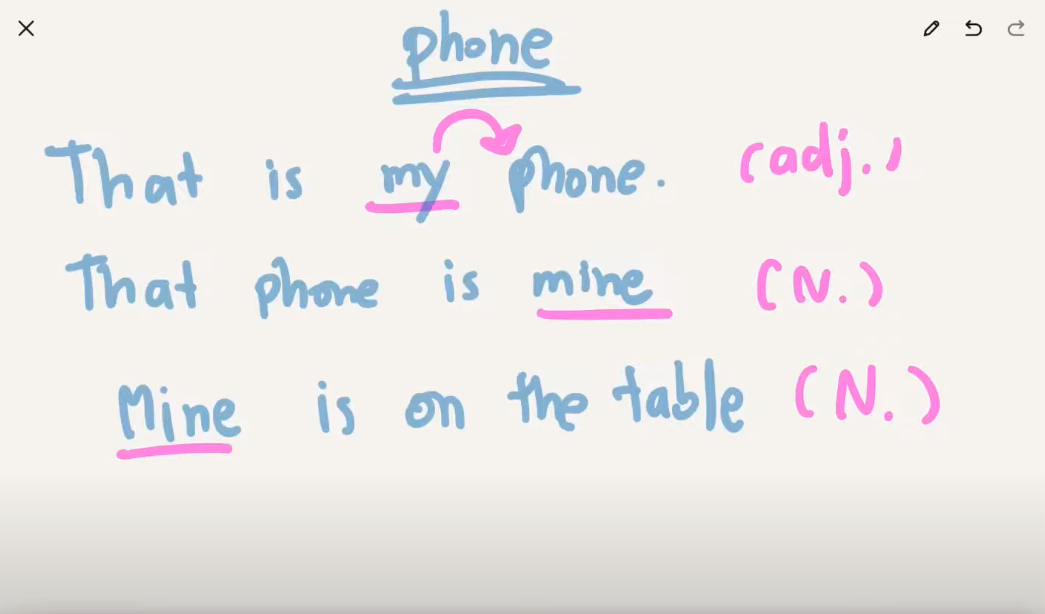 phone
That is my phone. (adj.)
That phone is mine (N.)
Mine is on the table (N.)